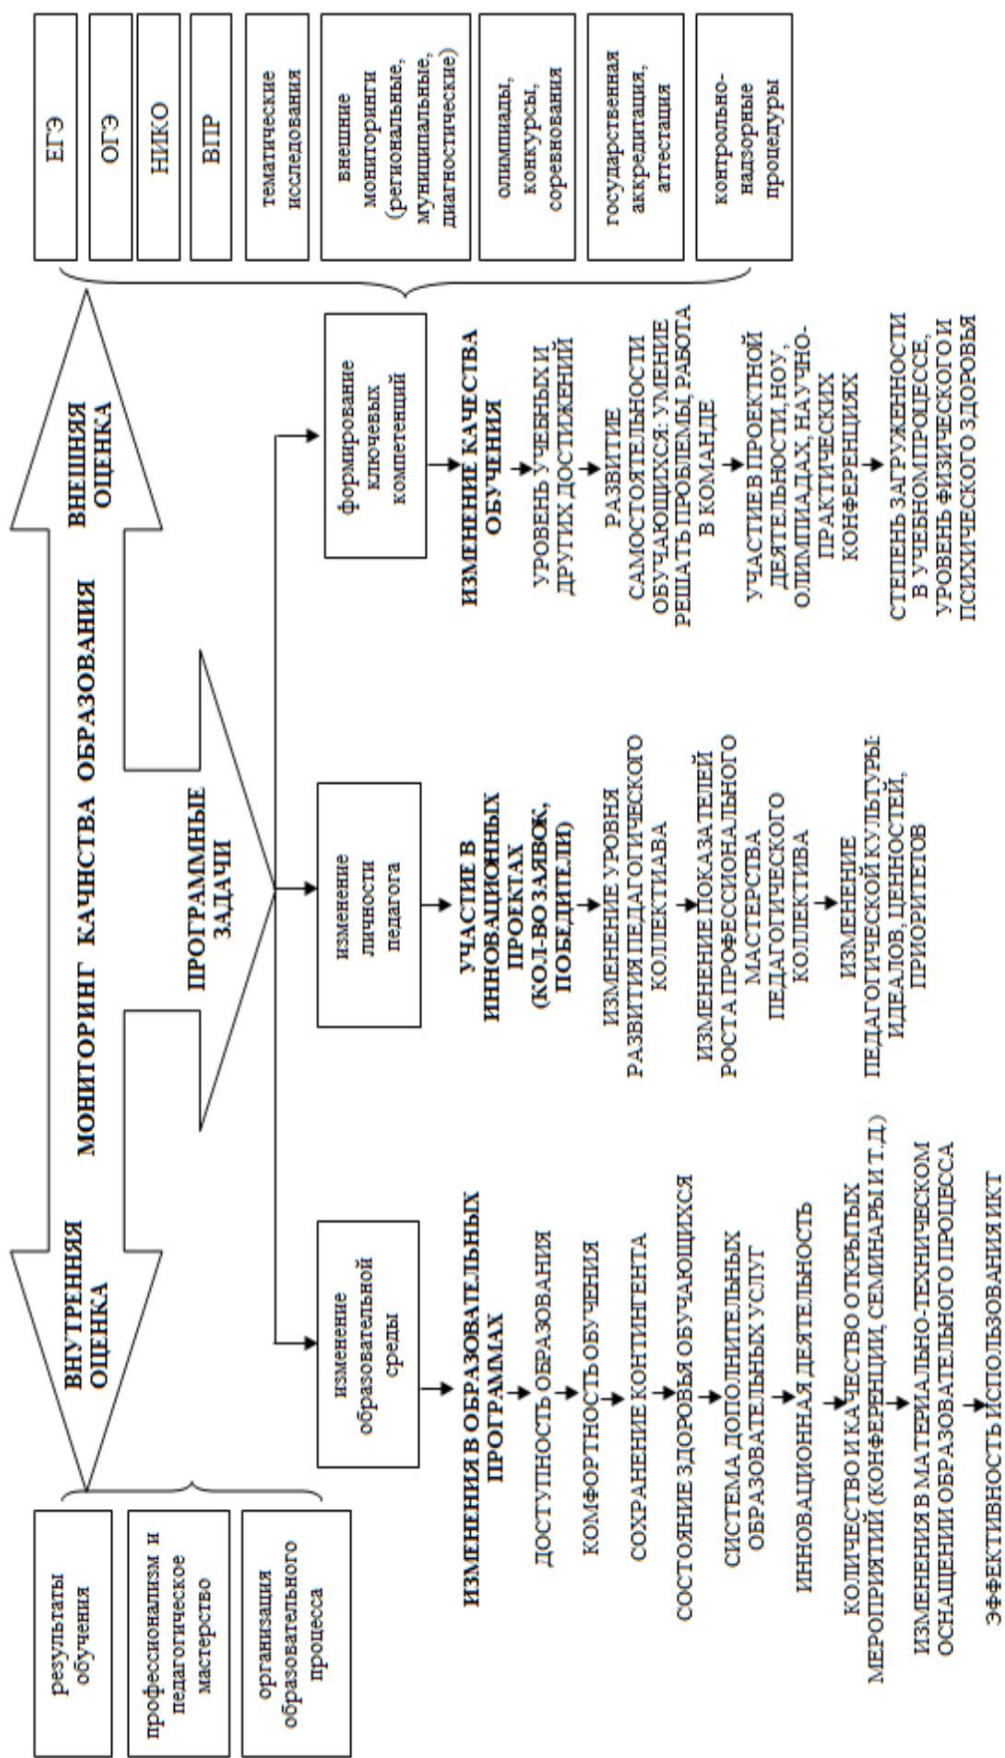 результаты
обучения
профессионализм и
педагогическое
мастерство
организация
образовательного
процесса
ВНУТРЕННЯЯ
ОЦЕНКА
МОНИТОРИНГ КАЧНСТВА ОБРАЗОВАНИЯ
ВНЕШНЯЯ
ОЦЕНКА
ЕГЭ
ОГЭ
НИКО
ВПР
тематические
исследования
внешние
мониторинги
(региональные,
муниципальные,
диагностические)
олимпиады,
конкурсы,
соревнования
государственная
аккредитация,
аттестация
контрольно-
надзорные
процедуры
ПРОГРАММНЫЕ
ЗАДАЧИ
изменение
образовательной
среды
ИЗМЕНЕНИЯ В ОБРАЗОВАТЕЛЬНЫХ
ПРОГРАММАХ
ДОСТУПНОСТЬ ОБРАЗОВАНИЯ
КОМФОРТНОСТЬ ОБУЧЕНИЯ
СОХРАНЕНИЕ КОНТИНГЕНТА
СОСТОЯНИЕ ЗДОРОВЬЯ ОБУЧАЮЩИХСЯ
СИСТЕМА ДОПОЛНИТЕЛЬНЫХ
ОБРАЗОВАТЕЛЬНЫХ УСЛУГ
ИННОВАЦИОННАЯ ДЕЯТЕЛЬНОСТЬ
КОЛИЧЕСТВО И КАЧЕСТВО ОТКРЫТЫХ
МЕРОПРИЯТИЙ (КОНФЕРЕНЦИИ, СЕМИНАРЫ И Т.Д.)
ИЗМЕНЕНИЯ В МАТЕРИАЛЬНО-ТЕХНИЧЕСКОМ
ОСНАЩЕНИИ ОБРАЗОВАТЕЛЬНОГО ПРОЦЕССА
ЭФФЕКТИВНОСТЬ ИСПОЛЬЗОВАНИЯ ИКТ
изменение
личности
педагога
УЧАСТИЕ В
ИННОВАЦИОННЫХ
ПРОЕКТАХ
(КОЛ-ВО ЗАЯВОК,
ПОБЕДИТЕЛИ)
ИЗМЕНЕНИЕ УРОВНЯ
РАЗВИТИЯ ПЕДАГОГИЧЕСКОГО
КОЛЛЕКТИАВА
ИЗМЕНЕНИЕ ПОКАЗАТЕЛЕЙ
РОСТА ПРОФЕССИОНАЛЬНОГО
МАСТЕРСТВА
ПЕДАГОГИЧЕСКОГО
КОЛЛЕКТИВА
ИЗМЕНЕНИЕ
ПЕДАГОГИЧЕСКОЙ КУЛЬТУРЫ:
ИДЕАЛОВ, ЦЕННОСТЕЙ,
ПРИОРИТЕТОВ
формирование
ключевых
компетенций
ИЗМЕНЕНИЕ КАЧЕСТВА
ОБУЧЕНИЯ
УРОВЕНЬ УЧЕБНЫХ И
ДРУГИХ ДОСТИЖЕНИЙ
РАЗВИТИЕ
САМОСТОЯТЕЛЬНОСТИ
ОБУЧАЮЩИХСЯ: УМЕНИЕ
РЕШАТЬ ПРОБЛЕМЫ, РАБОТА
В КОМАНДЕ
УЧАСТИЕ В ПРОЕКТНОЙ
ДЕЯТЕЛЬНОСТИ, НОУ,
ОЛИМПИАДАХ, НАУЧНО-
ПРАКТИЧЕСКИХ
КОНФЕРЕНЦИЯХ
СТЕПЕНЬ ЗАГРУЖЕННОСТИ
В УЧЕБНОМ ПРОЦЕССЕ,
УРОВЕНЬ ФИЗИЧЕСКОГО И
ПСИХИЧЕСКОГО ЗДОРОВЬЯ